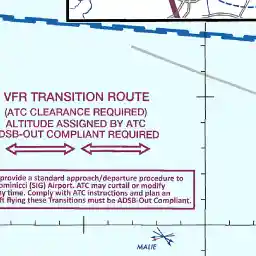 VFR TRANSITION ROUTE
(ATC CLEARANCE REQUIRED)
ALTITUDE ASSIGNED BY ATC
DSB-OUT COMPLIANT REQUIRED
provide a standard approach/departure procedure to
ominicci (SIG) Airport. ATC may curtail or modify
ny time. Comply with ATC instructions and plan an
ft flying these Transitions must be ADSB-Out Compliant.
MALIE